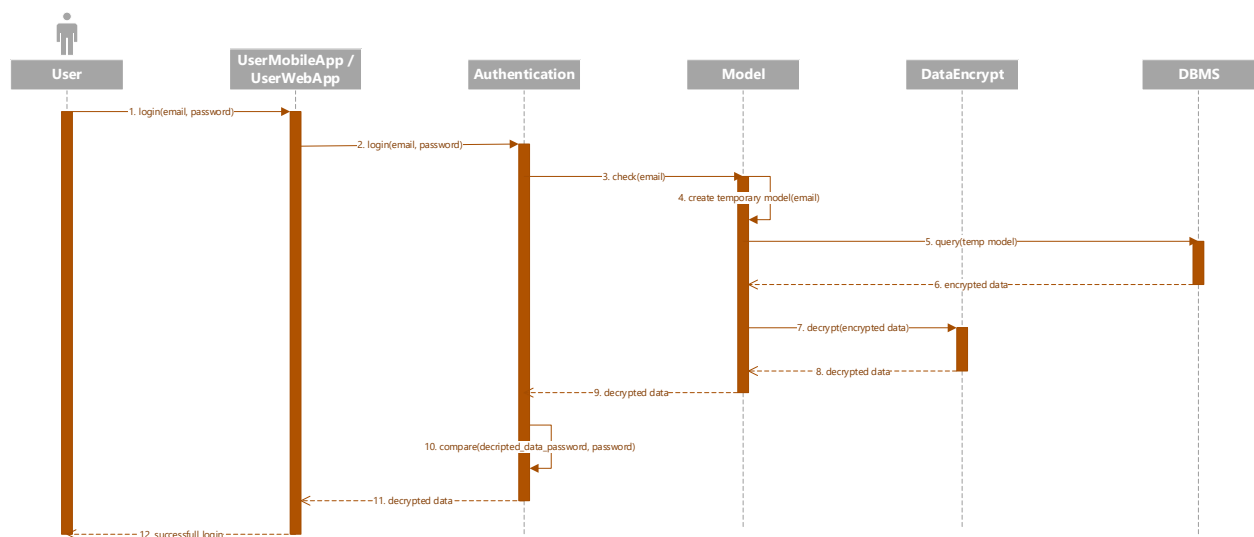 User
UserMobileApp /
UserWebApp
Authentication
Model
DataEncrypt
DBMS
1. login(email, password)
2. login(email, password)
3. check(email)
4. create temporary model(email)
5. query(temp model)
6. encrypted data
7. decrypt(encrypted data)
8. decrypted data
9. decrypted data
10. compare(decripted_data_password, password)
11. decrypted data
12. successfull login